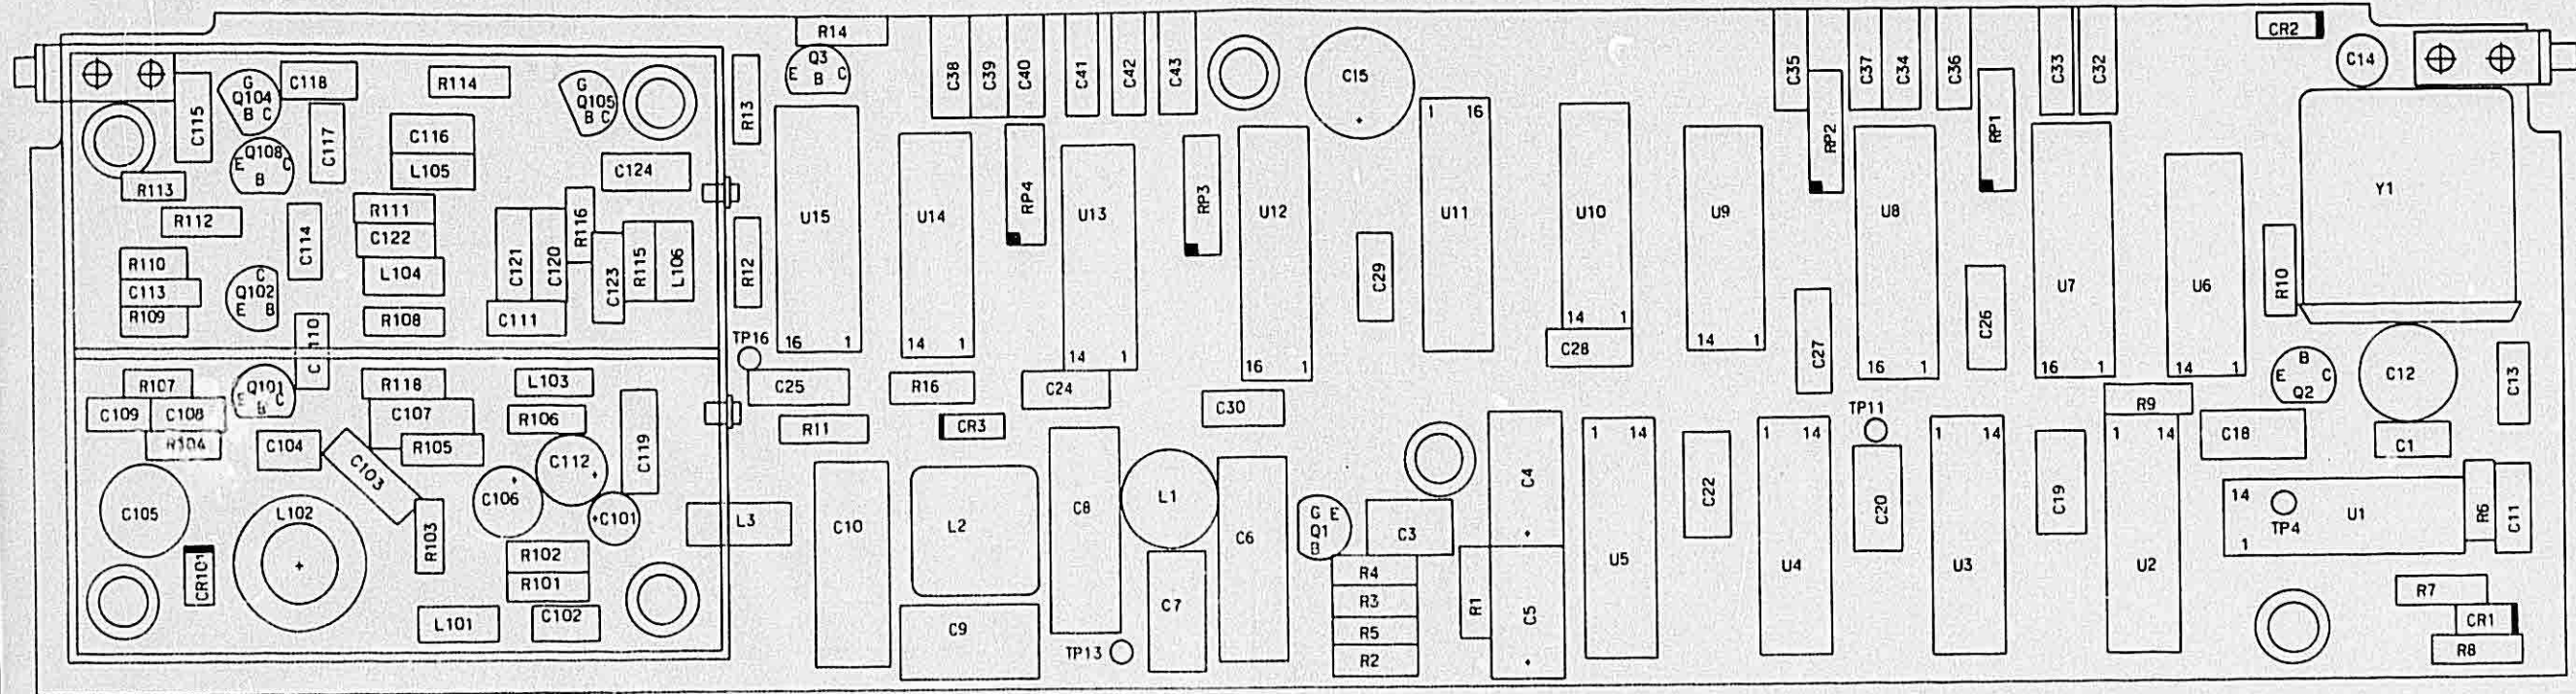 R14
CR2
Q3
E B C
C38
C39
C40
C41
C42
C43
C15
+
C35
C37
C34
C36
C33
C32
C14
C115
G
Q104
B C
C118
R114
G
Q105
B C
R13
C117
C116
L105
Q108
E C
B
C124
R113
R112
R111
C122
L104
C114
R116
C121
C120
C123
R115
L106
R12
R110
C113
R109
C
Q102
E B
C110
R108
C111
U15
16 1
U14
14 1
RP4
U13
14 1
RP3
U12
16 1
C29
1 16
U11
U10
14 1
C28
U9
14 1
RP2
C27
U8
16 1
RP1
C26
U7
16 1
U6
14 1
R10
Y1
TP16
R107
Q101
E B C
R118
L103
C109
C108
C107
R106
R104
C104
C103
R105
C112
+
C119
C105
L102
+
R103
C106
+
+C101
CR101
R102
R101
L101
C102
C25
R16
C24
C30
R11
CR3
L3
C10
L2
C9
C8
L1
C7
C6
TP13
G E
Q1
B
C3
R4
R3
R5
R2
R1
C4
+
C5
+
1 14
U5
C22
1 14
U4
TP11
C20
1 14
U3
C19
R9
1 14
U2
C18
B
E C
Q2
C12
C13
C1
14
TP4
U1
1
R6
C11
R7
CR1
R8